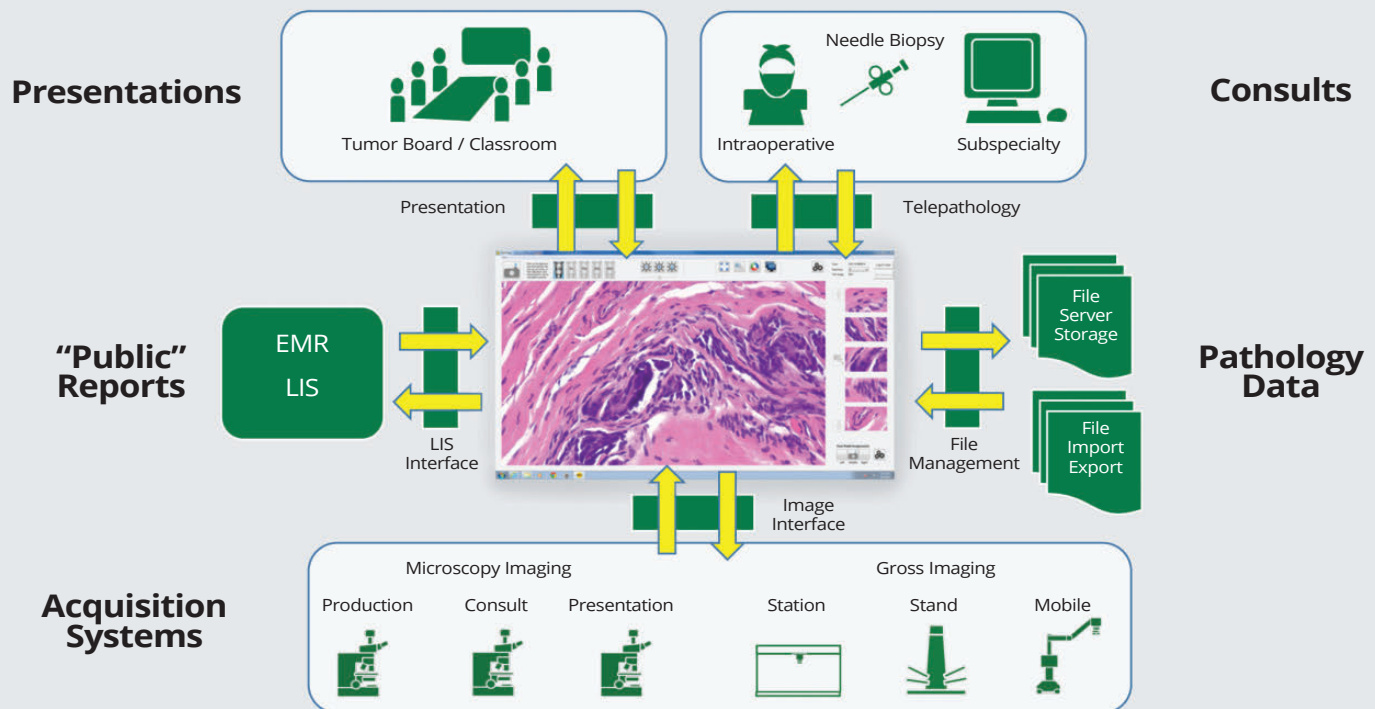 Presentations
Tumor Board / Classroom
Needle Biopsy
Intraoperative
Subspecialty
Consults
Presentation
Telepathology
“Public”
Reports
EMR
LIS
LIS
Interface
File
Management
File
Server
Storage
File
Import
Export
Pathology
Data
Image
Interface
Acquisition
Systems
Microscopy Imaging
Production
Consult
Presentation
Gross Imaging
Station
Stand
Mobile